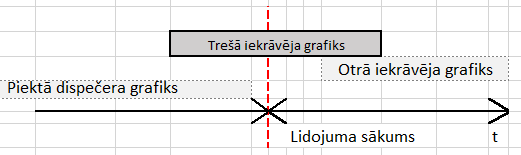 Trešā iekrāvēja grafiks
Otrā iekrāvēja grafiks
Piektā dispečera grafiks
Lidojuma sākums
t